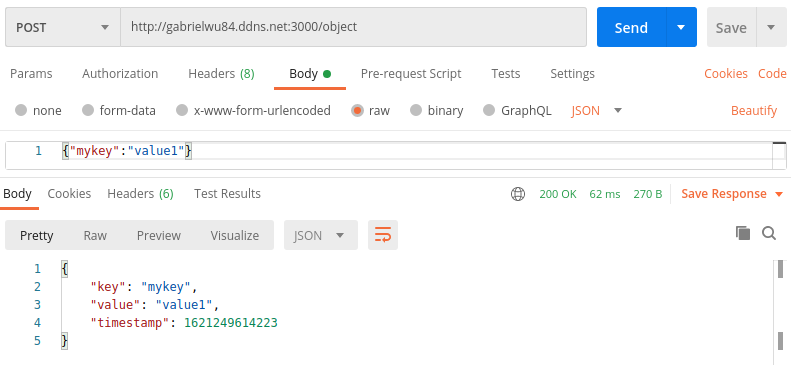 POST http://gabrielwu84.ddns.net:3000/object Send Save
Params Authorization Headers (8) Body Pre-request Script Tests Settings Cookies Code
none form-data x-www-form-urlencoded raw binary GraphQL JSON Beautify
1 {"mykey":"value1"}
Body Cookies Headers (6) Test Results 200 OK 62 ms 270 B Save Response
Pretty Raw Preview Visualize JSON
1 {
2 "key": "mykey",
3 "value": "value1",
4 "timestamp": 1621249614223
5 }